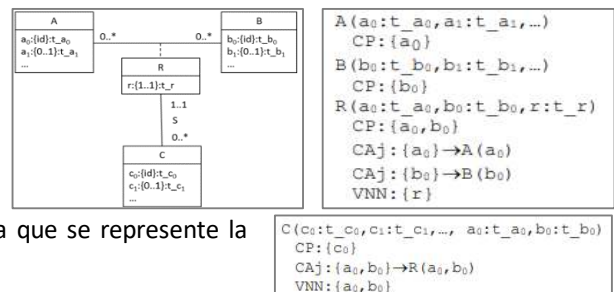 A
a₀:{id}:t_a₀
a₁:{0..1}:t_a₁
...
0..*
0..*
B
b₀:{id}:t_b₀
b₁:{0..1}:t_b₁
...
R
r:{1..1}:t_r
1..1
S
0..*
C
c₀:{id}:t_c₀
c₁:{0..1}:t_c₁
...
A(a₀:t_a₀,a₁:t_a₁,…)
CP:{a₀}
B(b₀:t_b₀,b₁:t_b₁,…)
CP:{b₀}
R(a₀:t_a₀,b₀:t_b₀,r:t_r)
CP:{a₀,b₀}
CAj:{a₀}→A(a₀)
CAj:{b₀}→B(b₀)
VNN:{r}
a que se represente la
C(c₀:t_c₀,c₁:t_c₁,…, a₀:t_a₀,b₀:t_b₀)
CP:{c₀}
CAj:{a₀,b₀}→R(a₀,b₀)
VNN:{a₀,b₀}